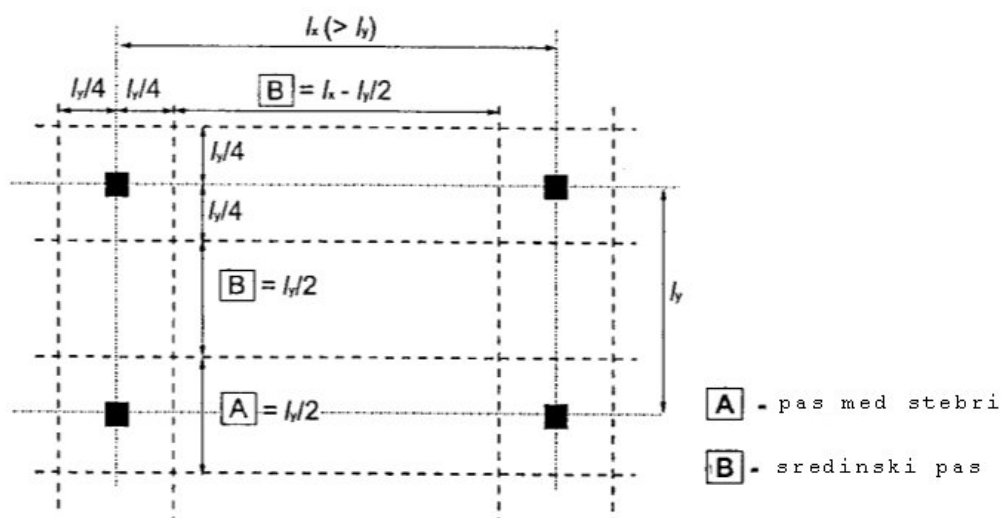 lx (> ly)
ly/4 ly/4 B = lx - ly/2
ly/4
ly/4
B = ly/2
ly
A = ly/2
A - pas med stebri
B - sredinski pas